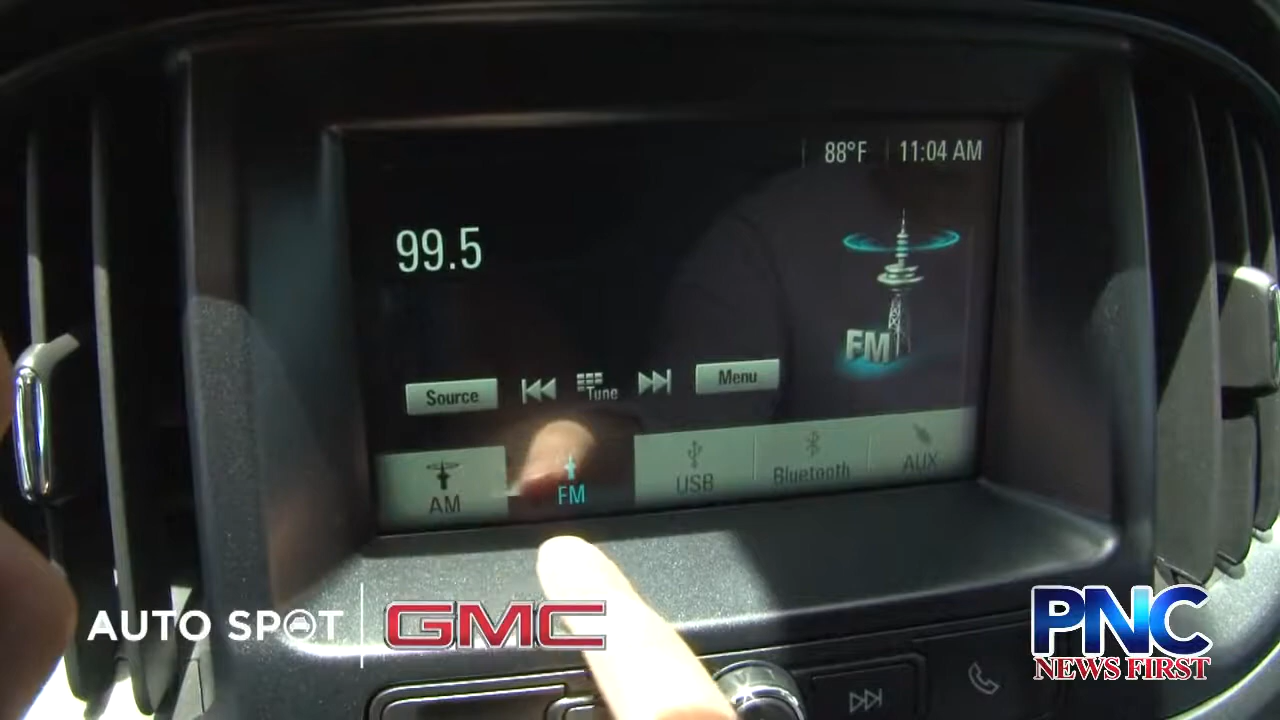 88°F 11:04 AM
99.5
FM
Source Tune Menu
AM FM USB Bluetooth AUX
AUTO SPOT GMC
PNC
NEWS FIRST